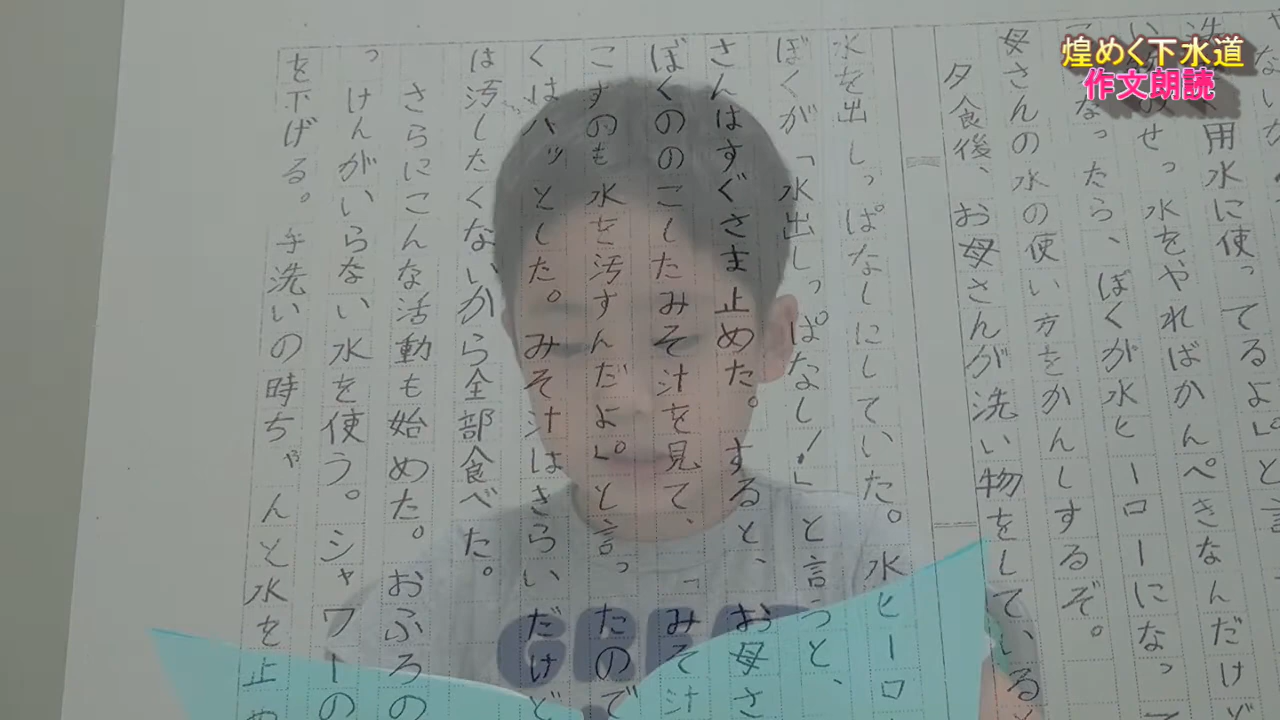 煌めく下水道
作文朗読
ないか
用水に使ってるよ。」と言
水をやればかんぺきなんだけど
なったら、ぼくが水ヒーローになって
母さんの水の使い方をかんしするぞ。
夕食後、お母さんが洗い物をしていると
水を出しっぱなしにしていた。水ヒーロ
ぼくが「水出しっぱなし!」と言うと、
さんはすぐさま止めた。すると、お母さ
ぼくののこしたみそ汁を見て、「みそ汁
こすのも水を汚すんだよ。」と言ったので
くはハッとした。みそ汁はきらいだけど
は汚したくないから全部食べた。
さらにこんな活動も始めた。おふろの
っけんがいらない水を使う。シャワーの
を下げる。手洗いの時ちゃんと水を止め